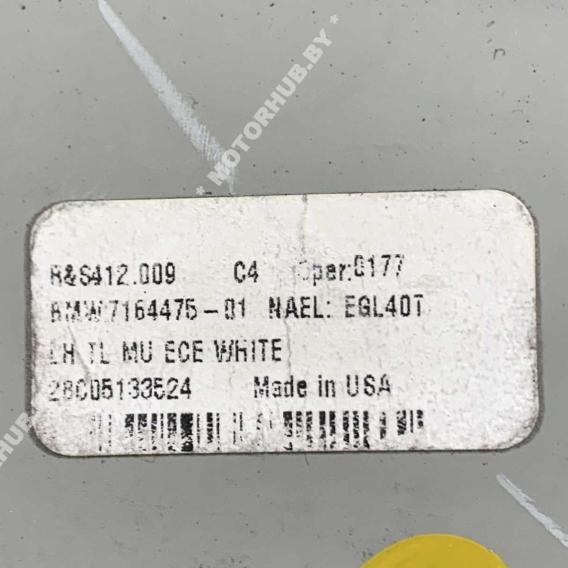 * MOTORHUB.BY *
R&S412.009 C4 Oper:0177
BMW 7164475-01 NAEL: EGL40T
LH TL MU ECE WHITE
28C05133524 Made in USA